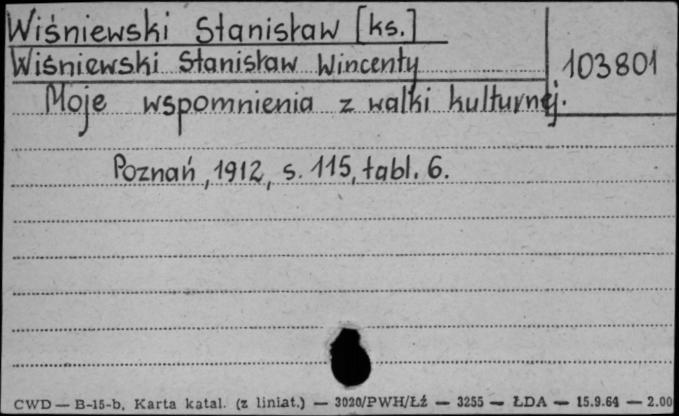 Wiśniewski Stanisław [ks.]
Wiśniewski Stanisław Wincenty
103801
Moje wspomnienia z walki kulturnej.
Poznań, 1912, s. 115, tabl. 6.
CWD — B-15-b, Karta katal. (z liniat.) — 3020/PWH/Łź — 3255 — ŁDA — 15.9.64 — 2.00